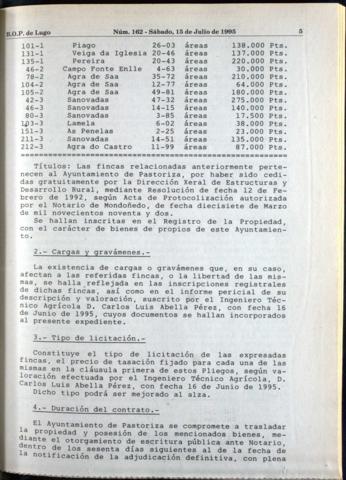 B.O.P. de Lugo Núm. 162 - Sábado, 15 de Julio de 1995 5
101-1 Piago 26-03 áreas 138.000 Pts.
131-1 Veiga da Iglesia 20-46 áreas 137.000 Pts.
135-1 Pereira 20-43 áreas 220.000 Pts.
46-2 Campo Fonte Enlle 4-63 áreas 30.000 Pts.
78-2 Agra de Saa 35-72 áreas 210.000 Pts.
104-2 Agra de Saa 12-77 áreas 64.000 Pts.
105-2 Agra de Saa 49-81 áreas 180.000 Pts.
42-3 Sanovadas 47-32 áreas 275.000 Pts.
46-3 Sanovadas 14-15 áreas 140.000 Pts.
80-3 Sanovadas 3-85 áreas 17.500 Pts.
103-3 Lamela 6-02 áreas 38.000 Pts.
151-3 As Penelas 2-25 áreas 23.000 Pts.
211-3 Sanovadas 14-51 áreas 135.000 Pts.
212-3 Agra do Castro 11-99 áreas 87.000 Pts.
Títulos: Las fincas relacionadas anteriormente perte-
necen al Ayuntamiento de Pastoriza, por haber sido cedi-
das gratuitamente por la Dirección Xeral de Estructuras y
Desarrollo Rural, mediante Resolución de fecha 12 de Fe-
brero de 1992, según Acta de Protocolización autorizada
por el Notario de Mondoñedo, de fecha diecisiete de Marzo
de mil novecientos noventa y dos.
Se hallan inscritas en el Registro de la Propiedad,
con el carácter de bienes de propios de este Ayuntamien-
to.
2.- Cargas y gravámenes.-
La existencia de cargas o gravámenes que, en su caso,
afectan a las referidas fincas, o la libertad de las mis-
mas, se halla reflejada en las inscripciones registrales
de dichas fincas, así como en el informe pericial de su
descripción y valoración, suscrito por el Ingeniero Téc-
nico Agrícola D. Carlos Luis Abella Pérez, con fecha 16
de Junio de 1995, cuyos documentos se hallan incorporados
al presente expediente.
3.- Tipo de licitación.-
Constituye el tipo de licitación de las expresadas
fincas, el precio de tasación fijado para cada una de las
mismas en la cláusula primera de estos Pliegos, según va-
loración efectuada por el Ingeniero Técnico Agrícola, D.
Carlos Luis Abella Pérez, con fecha 16 de Junio de 1995.
Dicho tipo podrá ser mejorado al alza.
4.- Duración del contrato.-
El Ayuntamiento de Pastoriza se compromete a trasladar
la propiedad y posesión de los mencionados bienes, me-
diante el otorgamiento de escritura pública ante Notario,
dentro de los sesenta días siguientes al de la fecha de
la notificación de la adjudicación definitiva, con plena